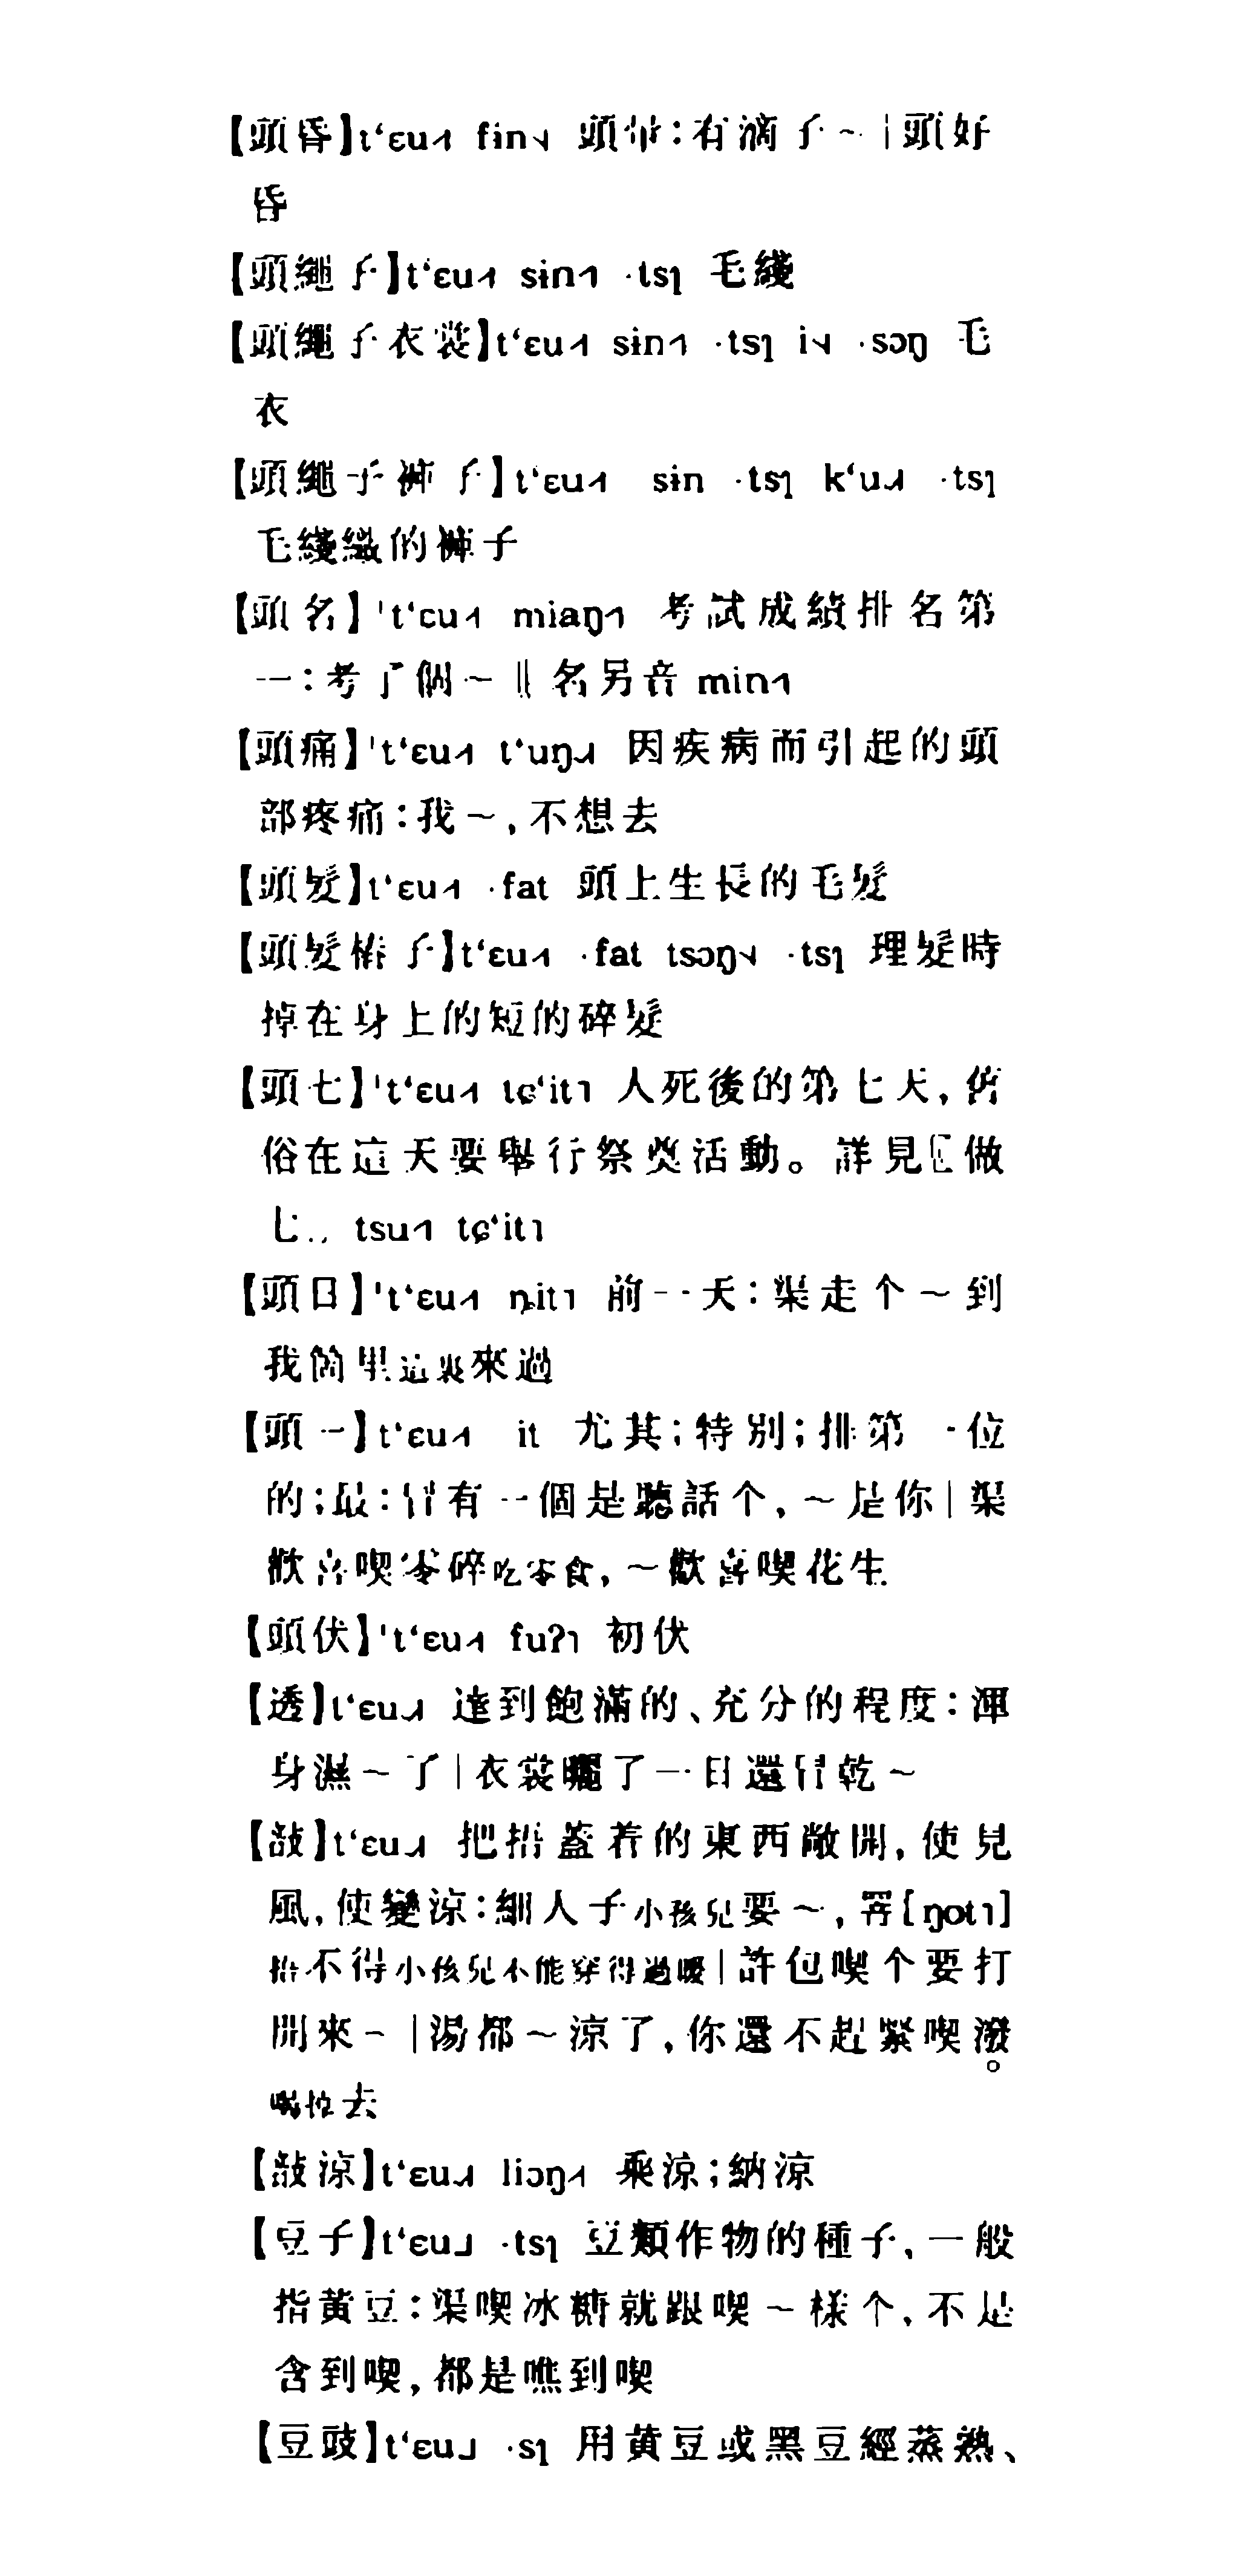 【頭昏】t‘ɛu˧˥ fɨn˨˧ 頭暈：有滴子～｜頭好
昏
【頭繩子】t‘ɛu˧˥ sɨn˧˥ ·tsɿ 毛綫
【頭繩子衣裳】t‘ɛu˧˥ sɨn˧˥ ·tsɿ i˨˧ ·sɔŋ 毛
衣
【頭繩子褲子】t‘ɛu˧˥ sɨn ·tsɿ k‘u ·tsɿ
毛綫織的褲子
【頭名】ˈt‘ɛu˧˥ miaŋ˧˥ 考試成績排名第
一：考了個～‖名另音 min˧˥
【頭痛】ˈt‘ɛu˧˥ t‘uŋ 因疾病而引起的頭
部疼痛：我～，不想去
【頭髮】t‘ɛu˧˥ ·fat 頭上生長的毛髮
【頭髮樁子】t‘ɛu˧˥ ·fat tsɔŋ˨˧ ·tsɿ 理髮時
掉在身上的短的碎髮
【頭七】ˈt‘ɛu˧˥ tɕ‘it˥ 人死後的第七天，舊
俗在這天要舉行祭奠活動。詳見〖做
七〗tsu˧˥ tɕ‘it˥
【頭日】ˈt‘ɛu˧˥ ȵit˥ 前一天：渠走个～到
我箇里這裏來過
【頭一】t‘ɛu˧˥ it 尤其；特別；排第一位
的；最：冇有一個是聽話个，～是你｜渠
歡喜喫零碎吃零食，～歡喜喫花生
【頭伏】ˈt‘ɛu˧˥ fuʔ˥ 初伏
【透】t‘ɛu 達到飽滿的、充分的程度：渾
身濕～了｜衣裳曬了一日還冇乾～
【敨】t‘ɛu 把捂蓋着的東西敞開，使見
風，使變涼：細人子小孩兒要～，罯[ŋɔt˥]
捂不得小孩兒不能穿得過暖｜許包喫个要打
開來～｜湯都～涼了，你還不趕緊喫潑
喝掉去
【敨涼】t‘ɛu liɔŋ˧˥ 乘涼；納涼
【豆子】t‘ɛu˩ ·tsɿ 豆類作物的種子，一般
指黃豆：渠喫冰糖就跟喫～樣个，不是
含到喫，都是噍到喫
【豆豉】t‘ɛu˩ ·sɿ 用黃豆或黑豆經蒸熟、